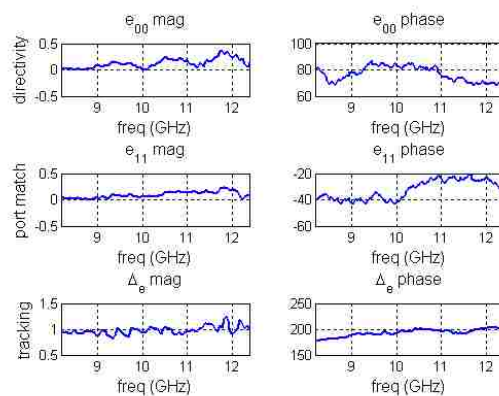 e00 mag
e00 phase
directivity
0.5
0
-0.5
100
80
60
9 10 11 12
9 10 11 12
freq (GHz)
freq (GHz)
e11 mag
e11 phase
port match
0.5
0
-0.5
-20
-40
-60
9 10 11 12
9 10 11 12
freq (GHz)
freq (GHz)
Δe mag
Δe phase
tracking
1.5
1
0.5
250
200
150
9 10 11 12
9 10 11 12
freq (GHz)
freq (GHz)